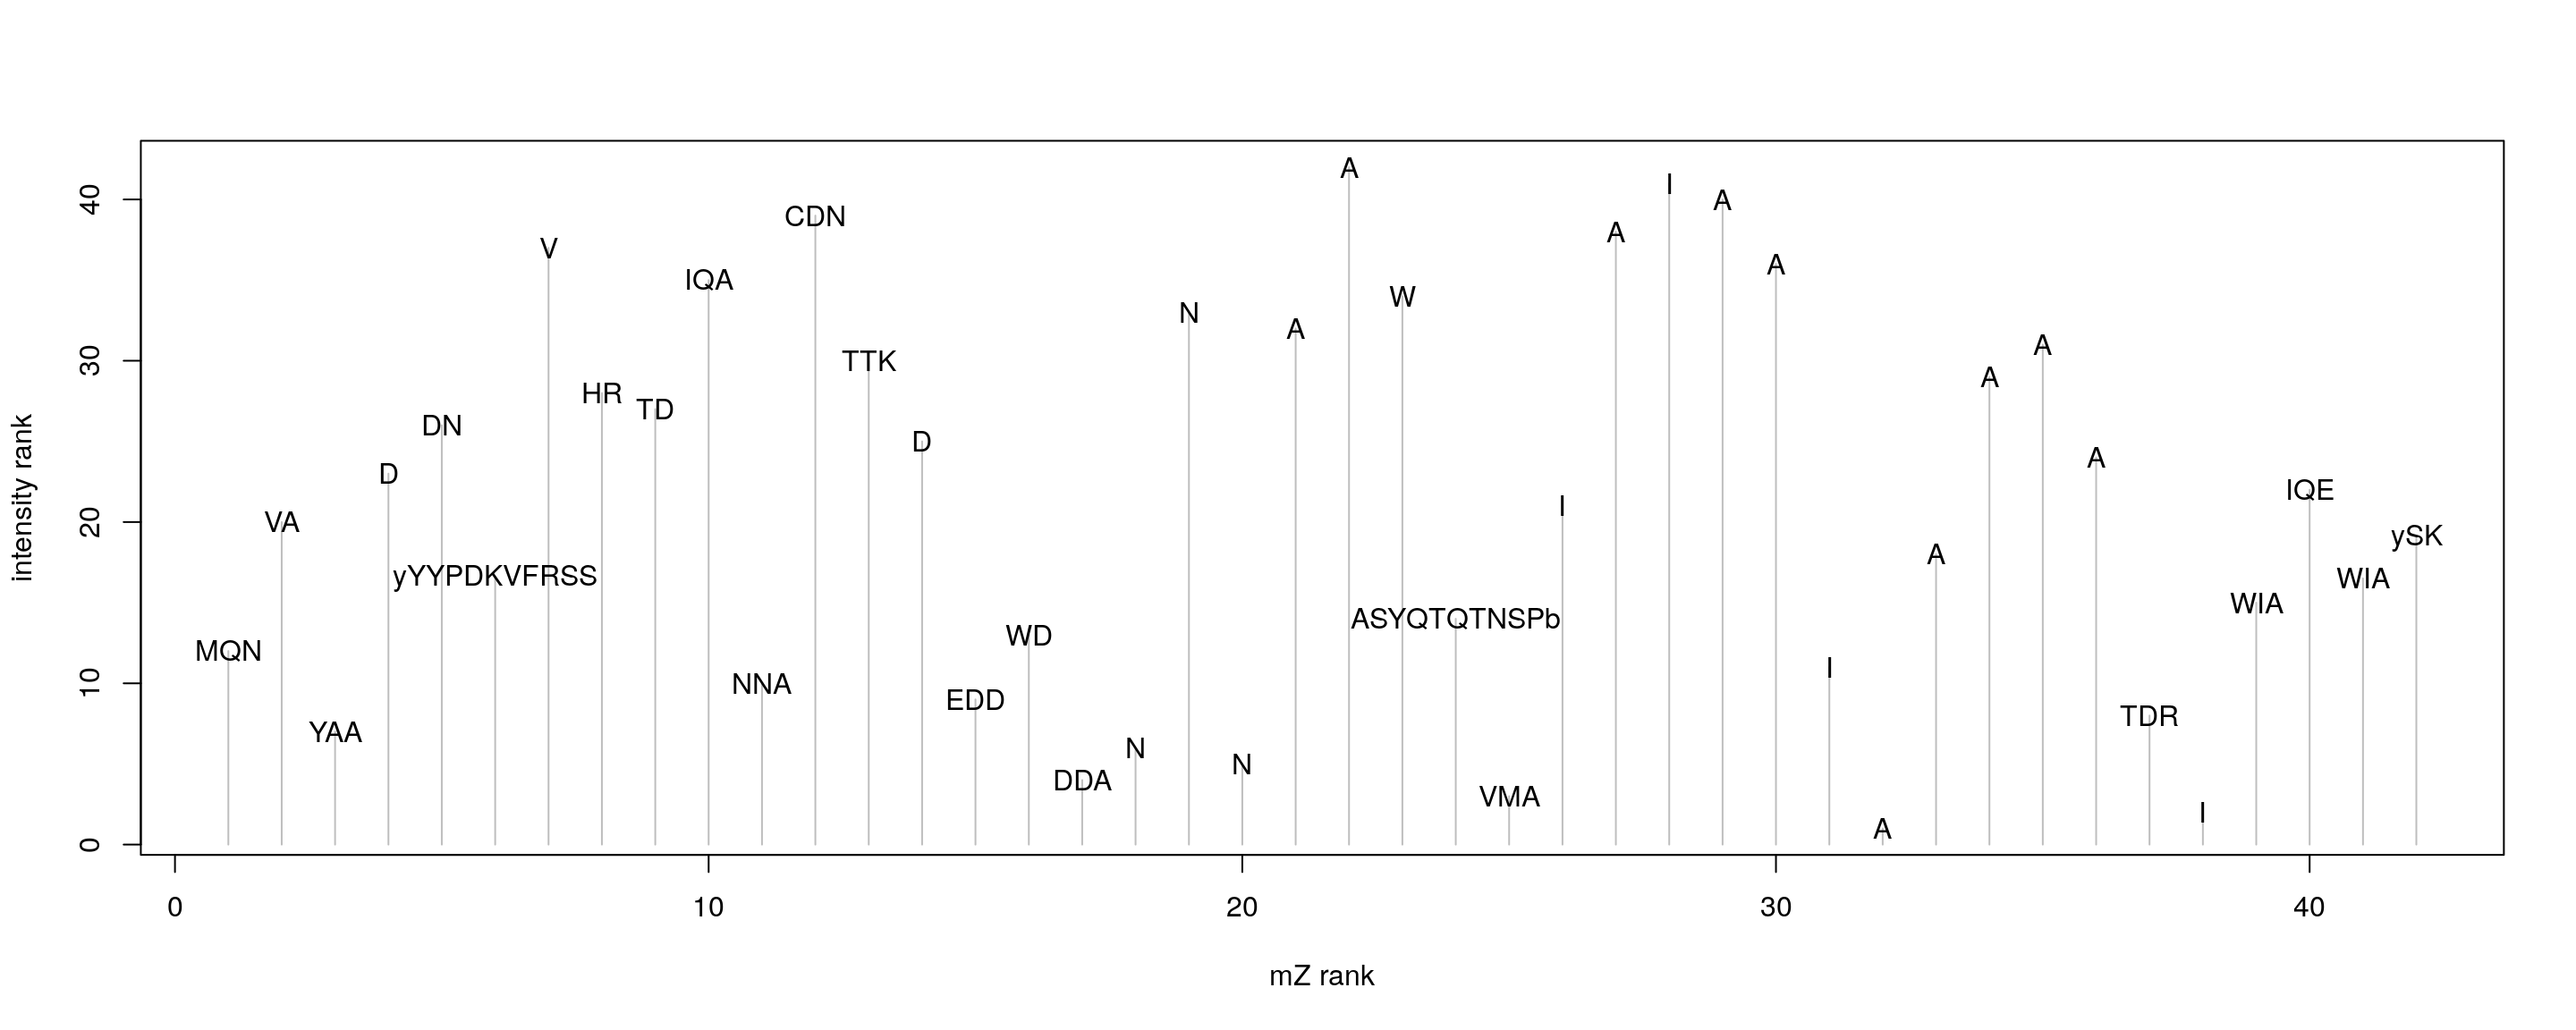 A
I
40
A
CDN
A
V
A
IQA
W
N
A
30
TTK
A
A
HR
TD
DN
D
A
D
IQE
I
20
VA
ySK
A
yYYPDKVFRSS
WIA
WIA
ASYQTQTNSPb
WD
MQN
I
10
NNA
EDD
TDR
YAA
N
N
DDA
VMA
I
A
0
intensity rank
0 10 20 30 40
mZ rank